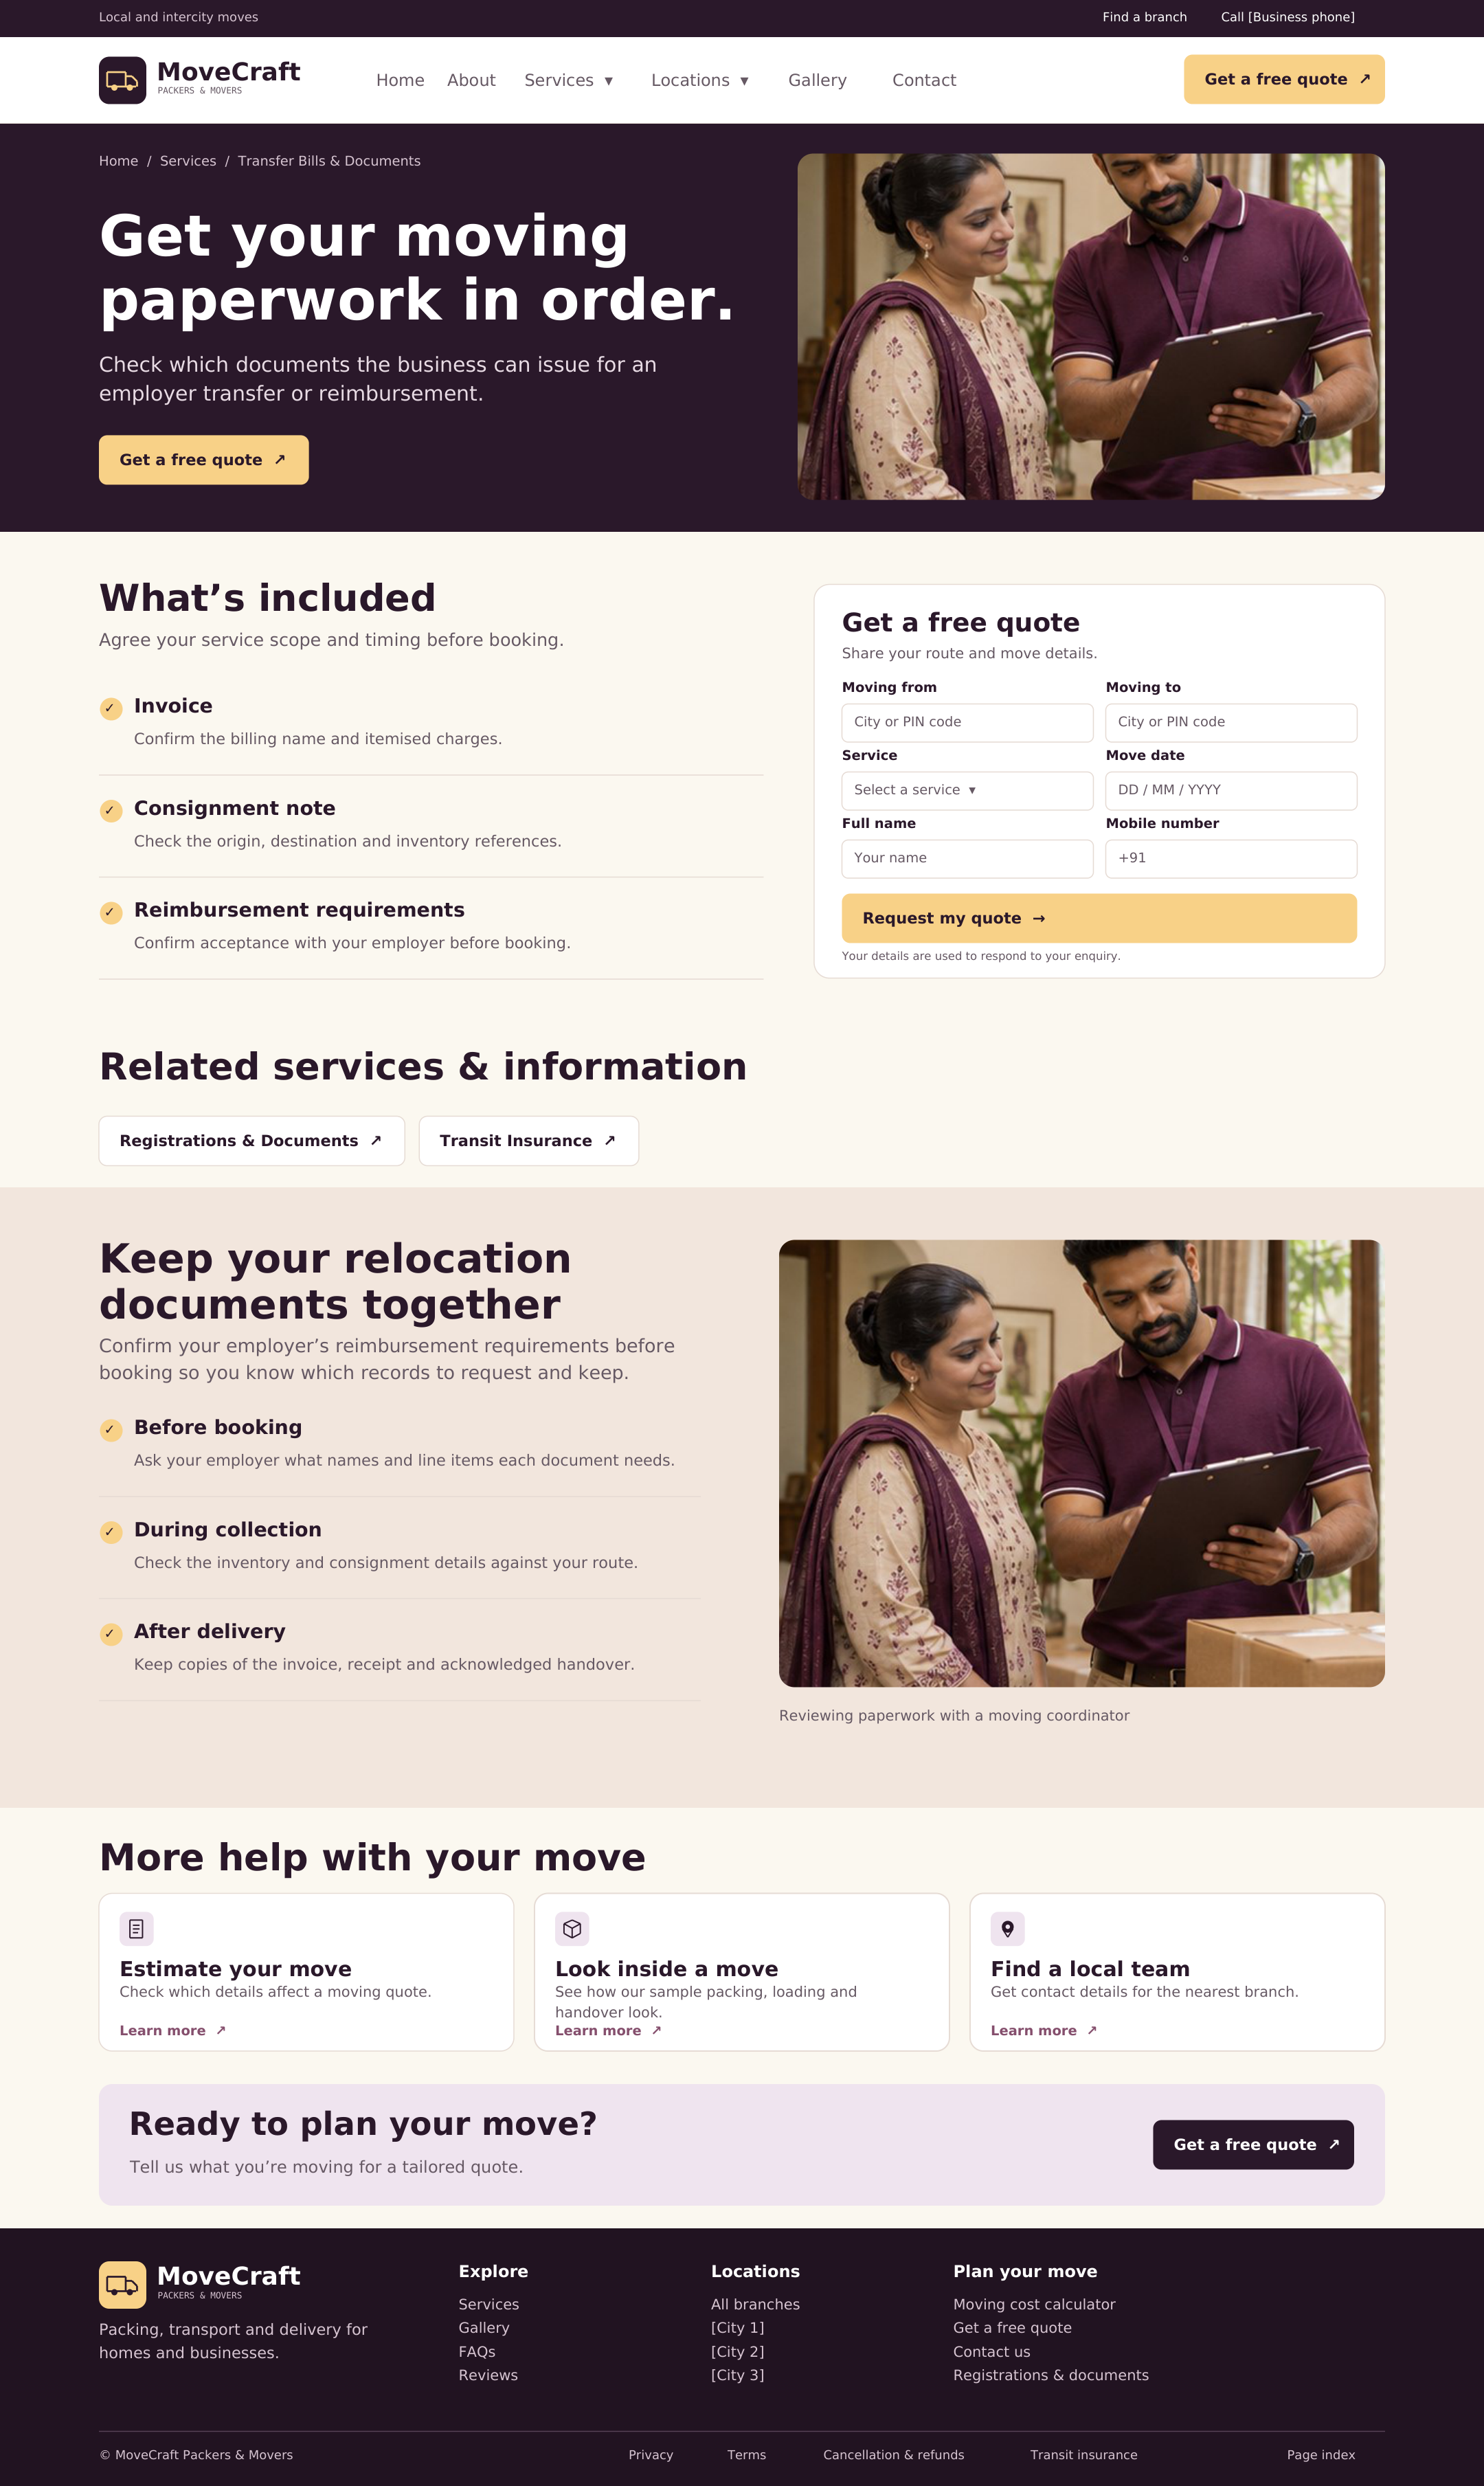 Local and intercity moves
Find a branch
Call [Business phone]
MoveCraft
PACKERS & MOVERS
Home
About
Services ▾
Locations ▾
Gallery
Contact
Get a free quote ↗
Home / Services / Transfer Bills & Documents
Get your moving
paperwork in order.
Check which documents the business can issue for an
employer transfer or reimbursement.
Get a free quote ↗
What’s included
Agree your service scope and timing before booking.
✓ Invoice
Confirm the billing name and itemised charges.
✓ Consignment note
Check the origin, destination and inventory references.
✓ Reimbursement requirements
Confirm acceptance with your employer before booking.
Get a free quote
Share your route and move details.
Moving from
Moving to
City or PIN code
City or PIN code
Service
Move date
Select a service ▾
DD / MM / YYYY
Full name
Mobile number
Your name
+91
Request my quote →
Your details are used to respond to your enquiry.
Related services & information
Registrations & Documents ↗
Transit Insurance ↗
Keep your relocation
documents together
Confirm your employer’s reimbursement requirements before
booking so you know which records to request and keep.
✓ Before booking
Ask your employer what names and line items each document needs.
✓ During collection
Check the inventory and consignment details against your route.
✓ After delivery
Keep copies of the invoice, receipt and acknowledged handover.
Reviewing paperwork with a moving coordinator
More help with your move
Estimate your move
Check which details affect a moving quote.
Learn more ↗
Look inside a move
See how our sample packing, loading and
handover look.
Learn more ↗
Find a local team
Get contact details for the nearest branch.
Learn more ↗
Ready to plan your move?
Tell us what you’re moving for a tailored quote.
Get a free quote ↗
MoveCraft
PACKERS & MOVERS
Packing, transport and delivery for
homes and businesses.
Explore
Services
Gallery
FAQs
Reviews
Locations
All branches
[City 1]
[City 2]
[City 3]
Plan your move
Moving cost calculator
Get a free quote
Contact us
Registrations & documents
© MoveCraft Packers & Movers
Privacy
Terms
Cancellation & refunds
Transit insurance
Page index